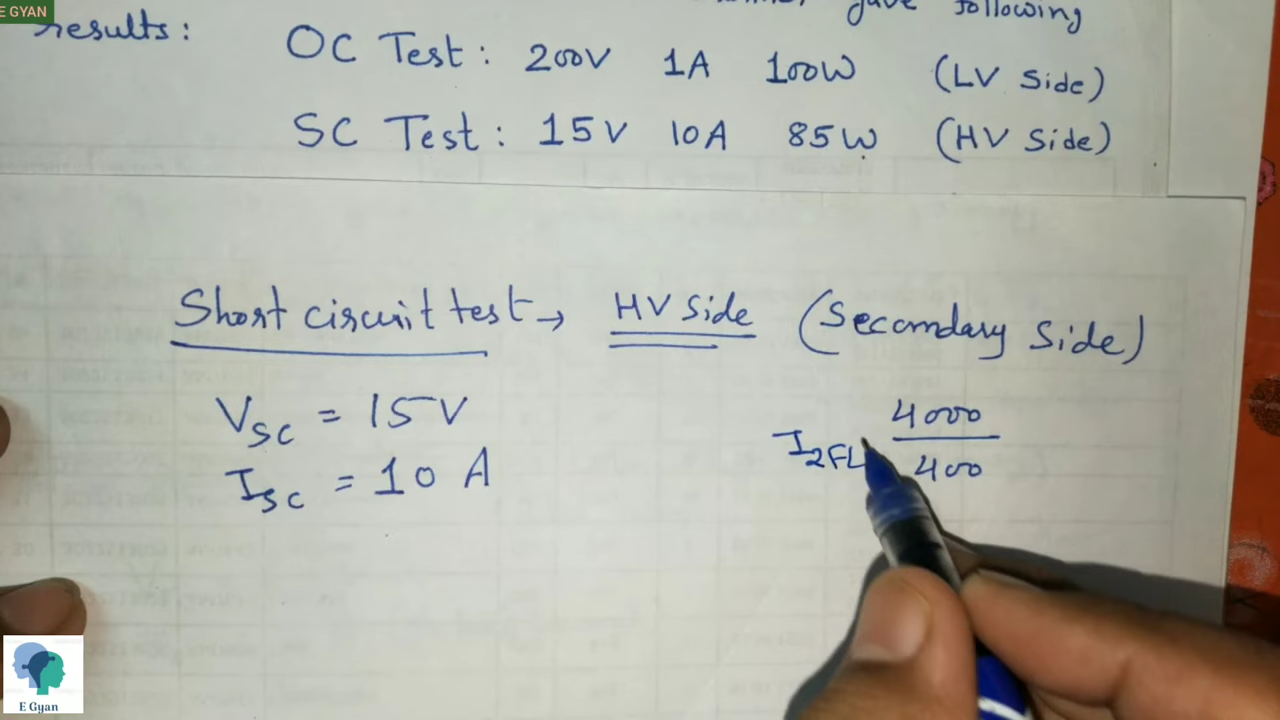 E GYAN
gave following
results:
OC Test: 200V 1A 100W (LV Side)
SC Test: 15V 10A 85W (HV Side)
Short circuit test → HV Side (Secondary Side)
VSC = 15V
ISC = 10 A
I2FL 4000
400
E Gyan